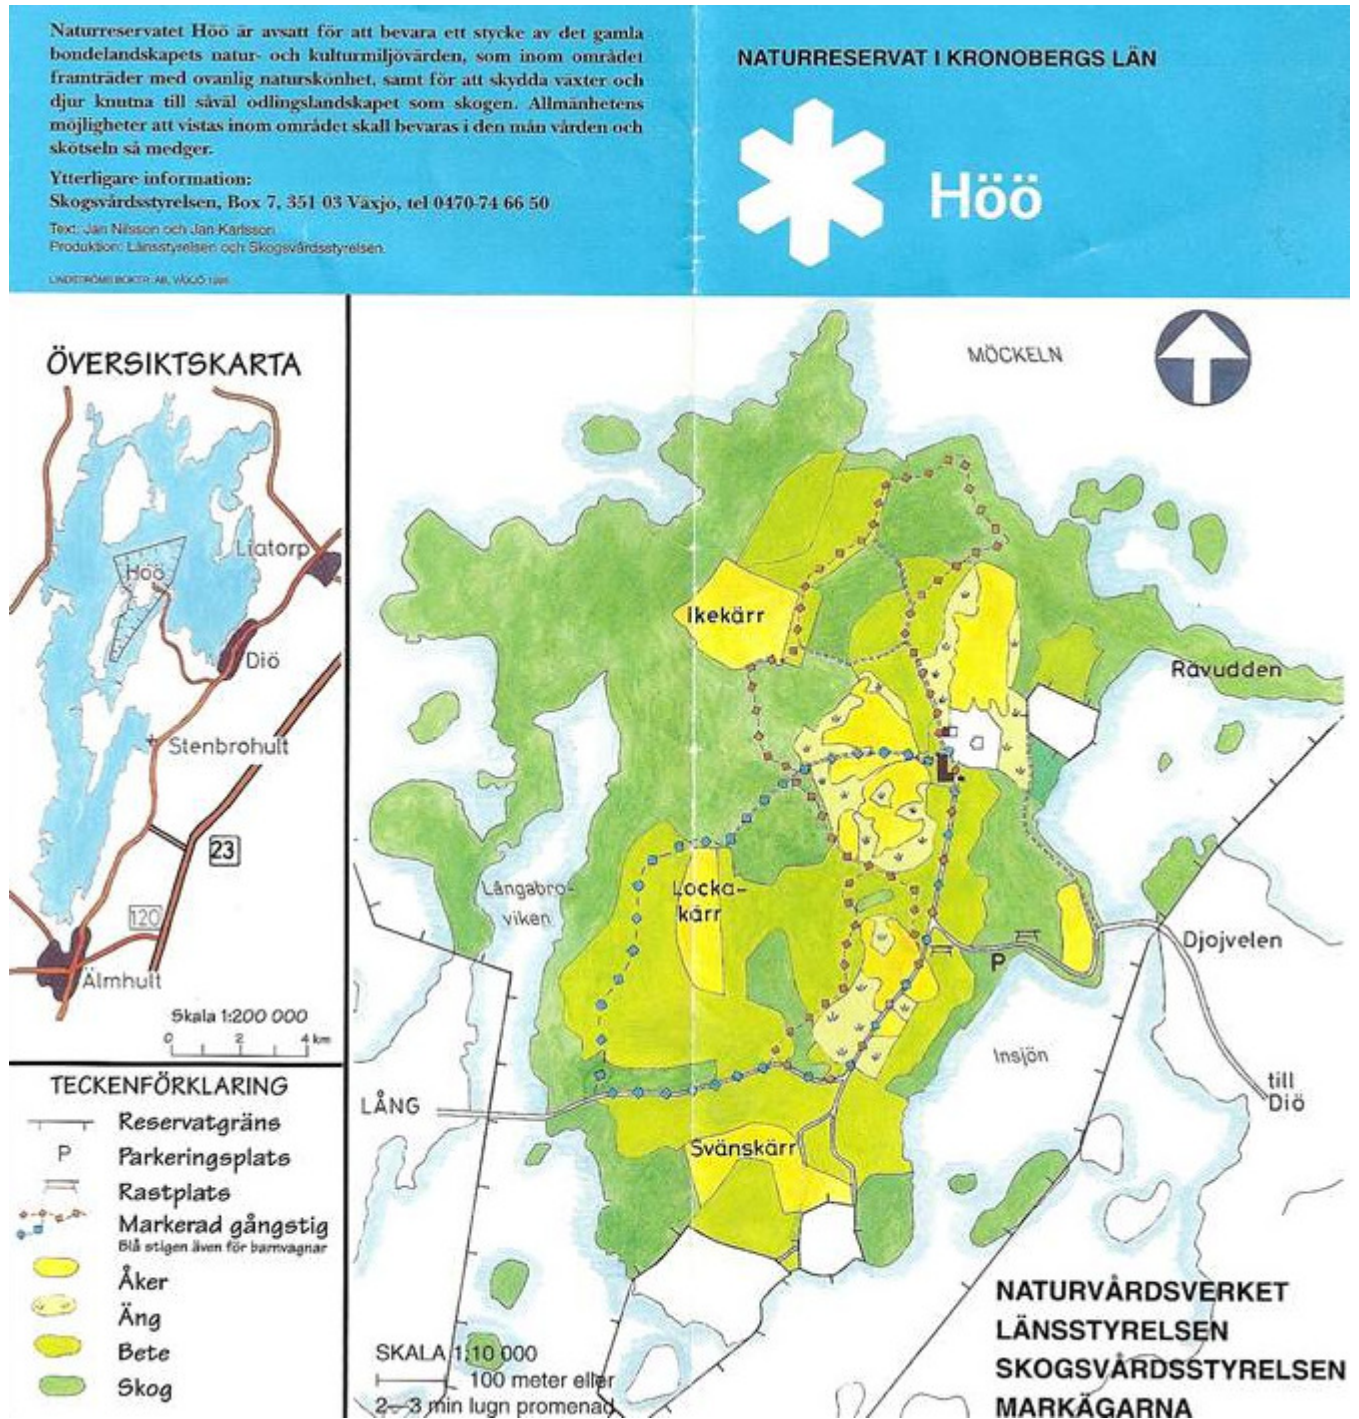 Naturreservatet Höö är avsatt för att bevara ett stycke av det gamla
bondelandskapets natur- och kulturmiljövärden, som inom området
framträder med ovanlig naturskönhet, samt för att skydda växter och
djur knutna till såväl odlingslandskapet som skogen. Allmänhetens
möjligheter att vistas inom området skall bevaras i den mån vården och
skötseln så medger.
Ytterligare information:
Skogsvårdsstyrelsen, Box 7, 351 03 Växjö, tel 0470-74 66 50
Text: Jan Nilsson och Jan Karlsson
Produktion: Länsstyrelsen och Skogsvårdsstyrelsen.
LINDSTRÖMS BOKTR. AB, VÄXJÖ
NATURRESERVAT I KRONOBERGS LÄN
Höö
ÖVERSIKTSKARTA
Liatorp
Höö
Diö
Stenbrohult
23
120
Älmhult
Skala 1:200 000
0 2 4 km
TECKENFÖRKLARING
Reservatgräns
P Parkeringsplats
Rastplats
Markerad gångstig
Blå stigen även för barnvagnar
Åker
Äng
Bete
Skog
MÖCKELN
Ikekärr
Rävudden
Långabro-
viken
Locka-
kärr
P
Djojvelen
Insjön
till
Diö
LÅNG
Svänskärr
SKALA 1:10 000
100 meter eller
2–3 min lugn promenad
NATURVÅRDSVERKET
LÄNSSTYRELSEN
SKOGSVÅRDSSTYRELSEN
MARKÄGARNA